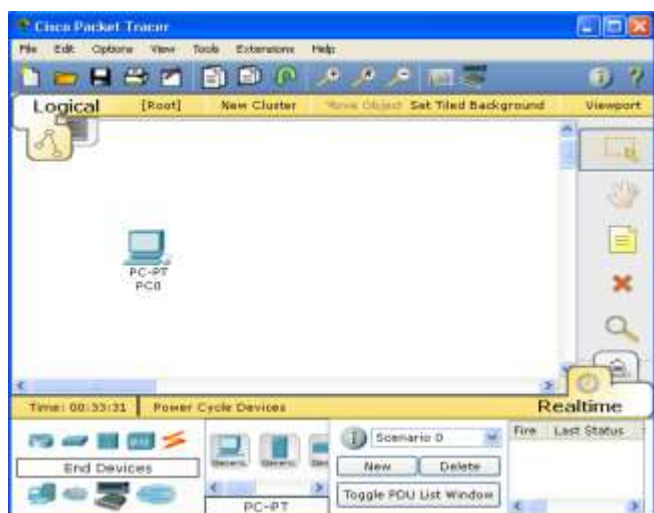 Cisco Packet Tracer
File Edit Options View Tools Extensions Help
Logical [Root] New Cluster Move Object Set Tiled Background Viewport
PC-PT
PC0
Time: 00:33:31 Power Cycle Devices Realtime
Scenario 0 Fire Last Status
End Devices Generic Generic New Delete
Toggle PDU List Window
PC-PT